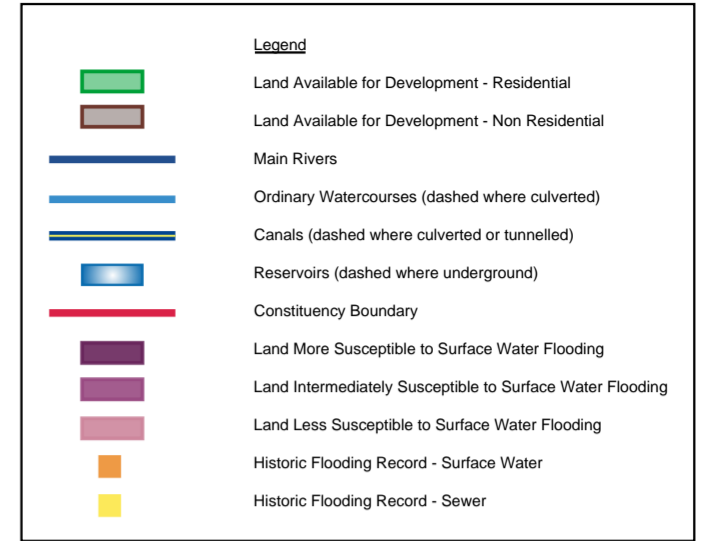 Legend
Land Available for Development - Residential
Land Available for Development - Non Residential
Main Rivers
Ordinary Watercourses (dashed where culverted)
Canals (dashed where culverted or tunnelled)
Reservoirs (dashed where underground)
Constituency Boundary
Land More Susceptible to Surface Water Flooding
Land Intermediately Susceptible to Surface Water Flooding
Land Less Susceptible to Surface Water Flooding
Historic Flooding Record - Surface Water
Historic Flooding Record - Sewer